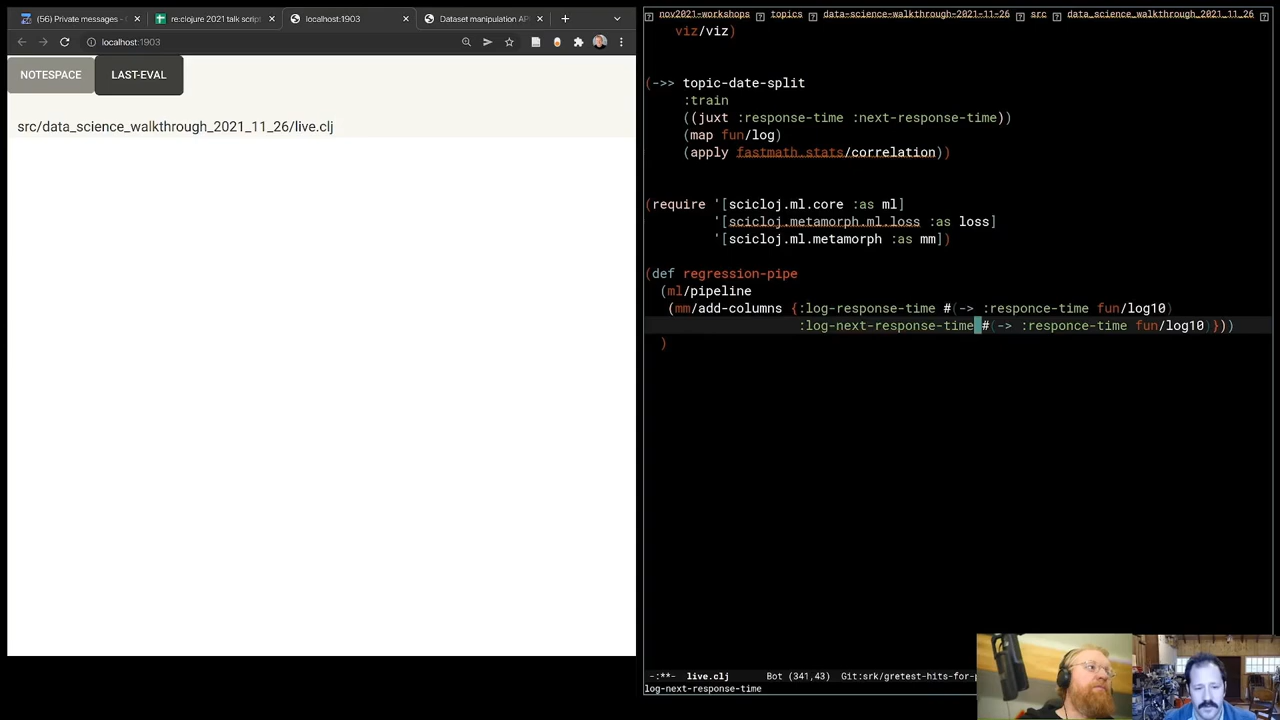 (56) Private messages -
re:clojure 2021 talk script
localhost:1903
Dataset manipulation AP
localhost:1903
NOTESPACE
LAST-EVAL
src/data_science_walkthrough_2021_11_26/live.clj
nov2021-workshops topics data-science-walkthrough-2021-11-26 src data_science_walkthrough_2021_11_26
viz/viz)
(->> topic-date-split
:train
((juxt :response-time :next-response-time))
(map fun/log)
(apply fastmath.stats/correlation))
(require '[scicloj.ml.core :as ml]
'[scicloj.metamorph.ml.loss :as loss]
'[scicloj.ml.metamorph :as mm])
(def regression-pipe
(ml/pipeline
(mm/add-columns {:log-response-time #(-> :responce-time fun/log10)
:log-next-response-time #(-> :responce-time fun/log10)}))
)
-:**- live.clj Bot (341,43) Git:srk/gretest-hits-for-p
log-next-response-time